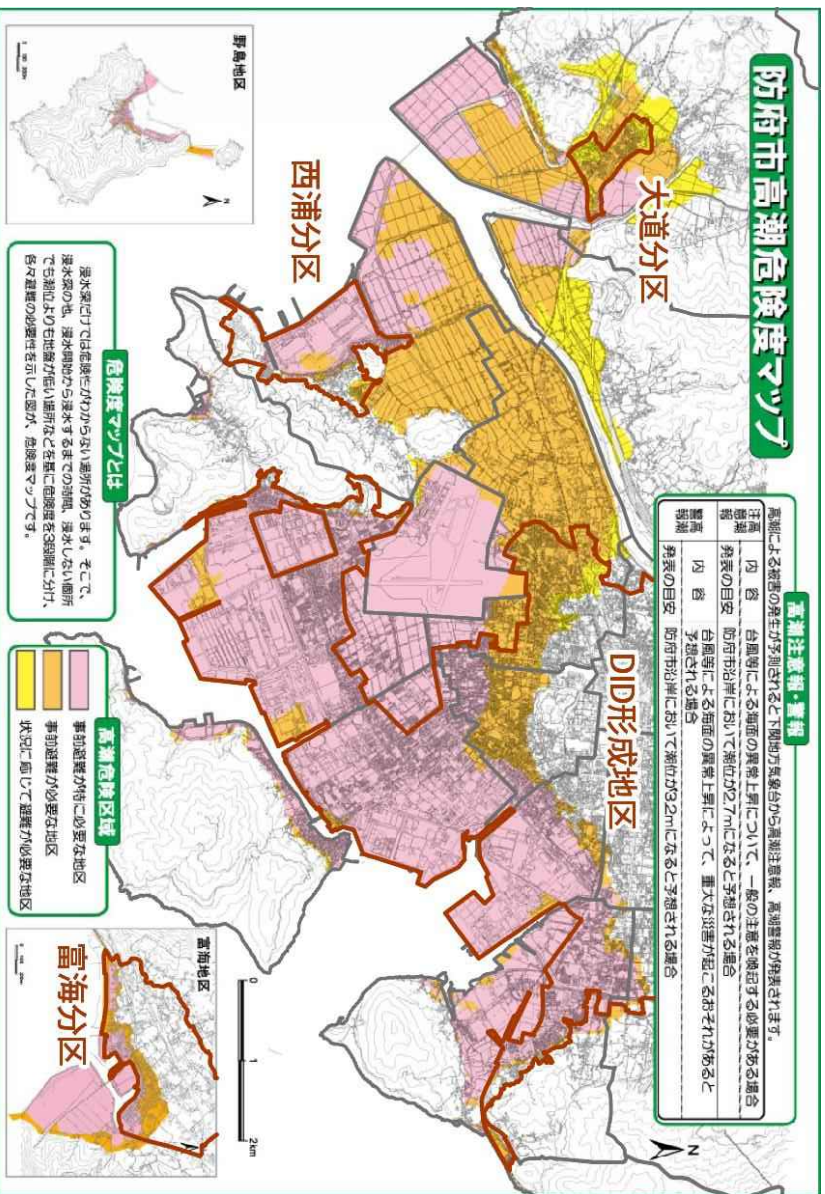 防府市高潮危険度マップ
高潮注意報・警報
高潮による被害の発生が予測されると下関地方気象台から高潮注意報、高潮警報が発表されます。
高潮注意報
内容
台風等による海面の異常上昇について、一般の注意を喚起する必要がある場合
発表の目安
防府市沿岸において潮位が2.7mになると予想される場合
高潮警報
内容
台風等による海面の異常上昇によって、重大な災害が起こるおそれがあると
予想される場合
発表の目安
防府市沿岸において潮位が3.2mになると予想される場合
N
大道分区
西浦分区
DID形成地区
野島地区
N
0 100 200m
危険度マップとは
浸水深だけでは危険性がわからない場所があります。そこで、
浸水深の他、浸水開始から浸水するまでの時間、浸水しない箇所
でも潮位よりも地盤が低い場所などを基に危険度を3段階に分け、
各々避難の必要性を示した図が、危険度マップです。
高潮危険区域
事前避難が特に必要な地区
事前避難が必要な地区
状況に応じて避難が必要な地区
0 1 2km
富海地区
富海分区